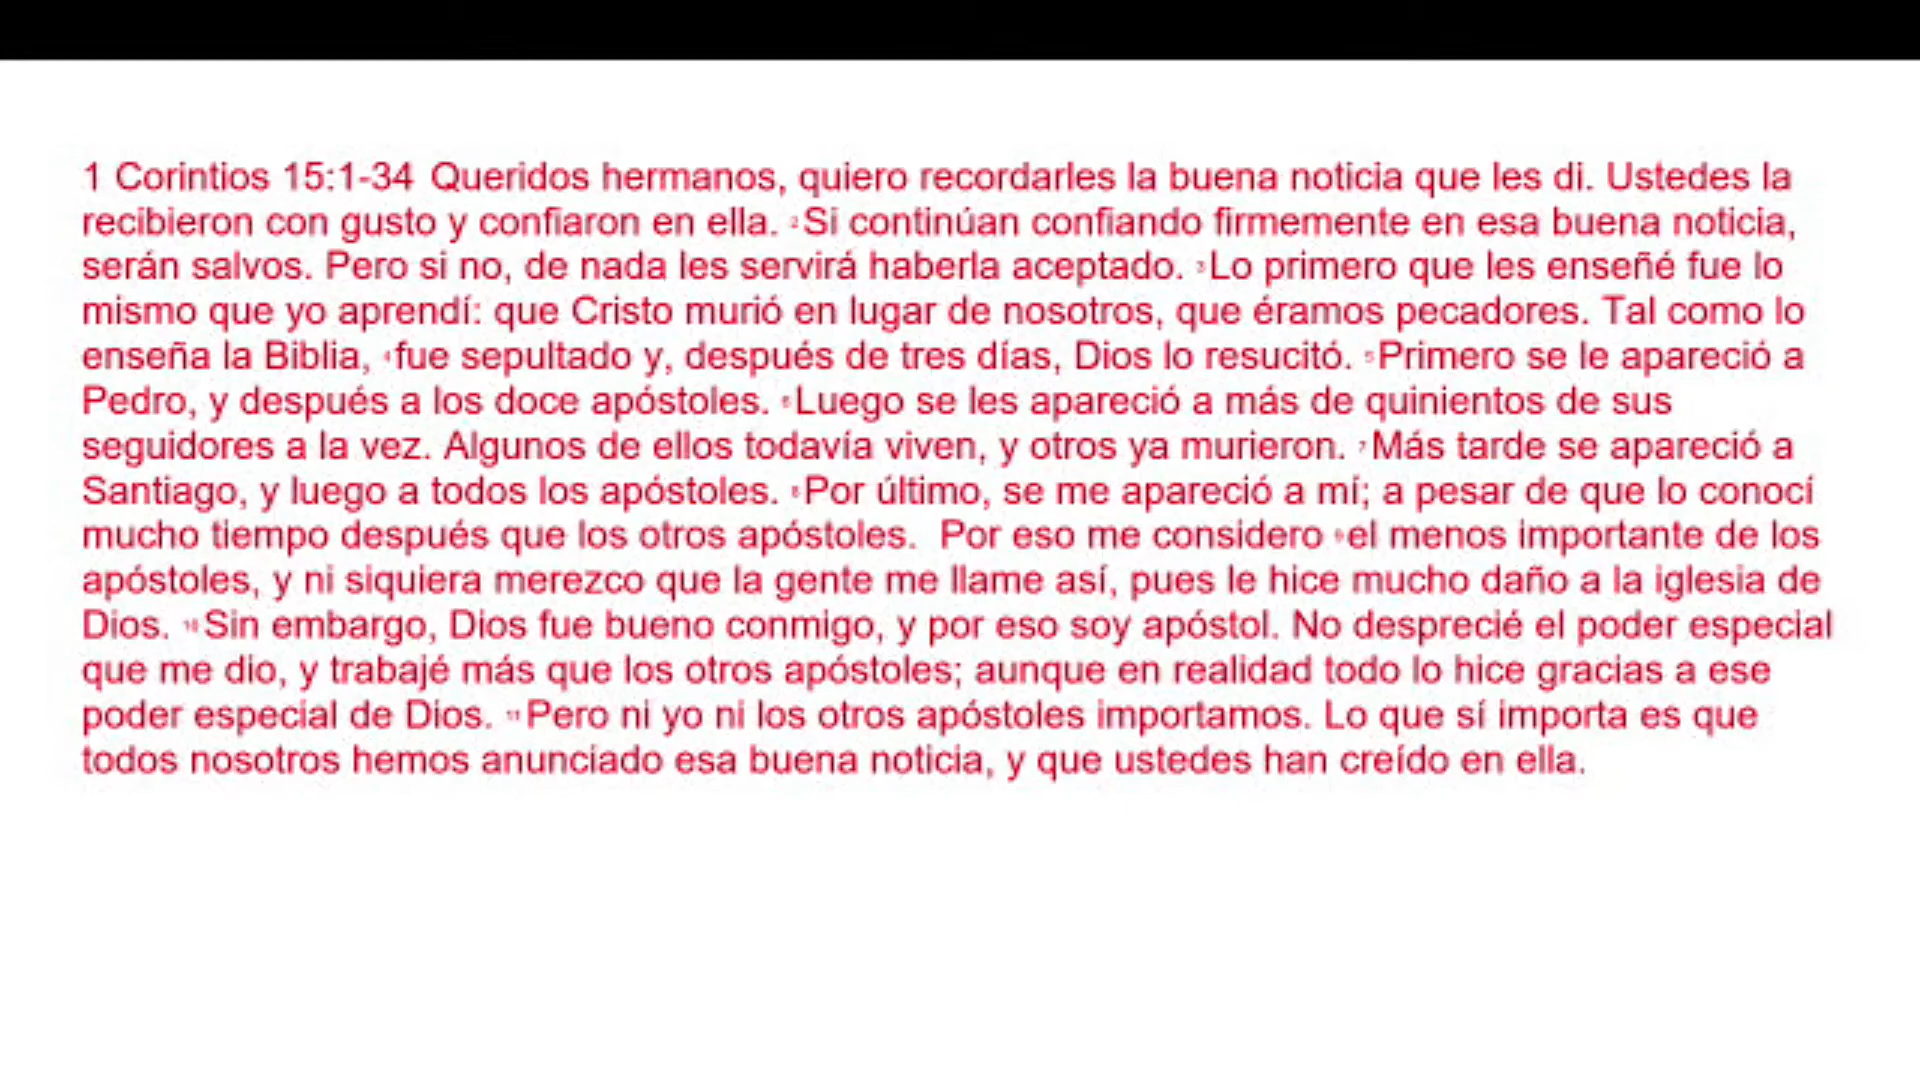 1 Corintios 15:1-34 Queridos hermanos, quiero recordarles la buena noticia que les di. Ustedes la
recibieron con gusto y confiaron en ella. 2 Si continúan confiando firmemente en esa buena noticia,
serán salvos. Pero si no, de nada les servirá haberla aceptado. 3 Lo primero que les enseñé fue lo
mismo que yo aprendí: que Cristo murió en lugar de nosotros, que éramos pecadores. Tal como lo
enseña la Biblia, 4 fue sepultado y, después de tres días, Dios lo resucitó. 5 Primero se le apareció a
Pedro, y después a los doce apóstoles. 6 Luego se les apareció a más de quinientos de sus
seguidores a la vez. Algunos de ellos todavía viven, y otros ya murieron. 7 Más tarde se apareció a
Santiago, y luego a todos los apóstoles. 8 Por último, se me apareció a mí; a pesar de que lo conocí
mucho tiempo después que los otros apóstoles. Por eso me considero 9 el menos importante de los
apóstoles, y ni siquiera merezco que la gente me llame así, pues le hice mucho daño a la iglesia de
Dios. 10 Sin embargo, Dios fue bueno conmigo, y por eso soy apóstol. No desprecié el poder especial
que me dio, y trabajé más que los otros apóstoles; aunque en realidad todo lo hice gracias a ese
poder especial de Dios. 11 Pero ni yo ni los otros apóstoles importamos. Lo que sí importa es que
todos nosotros hemos anunciado esa buena noticia, y que ustedes han creído en ella.